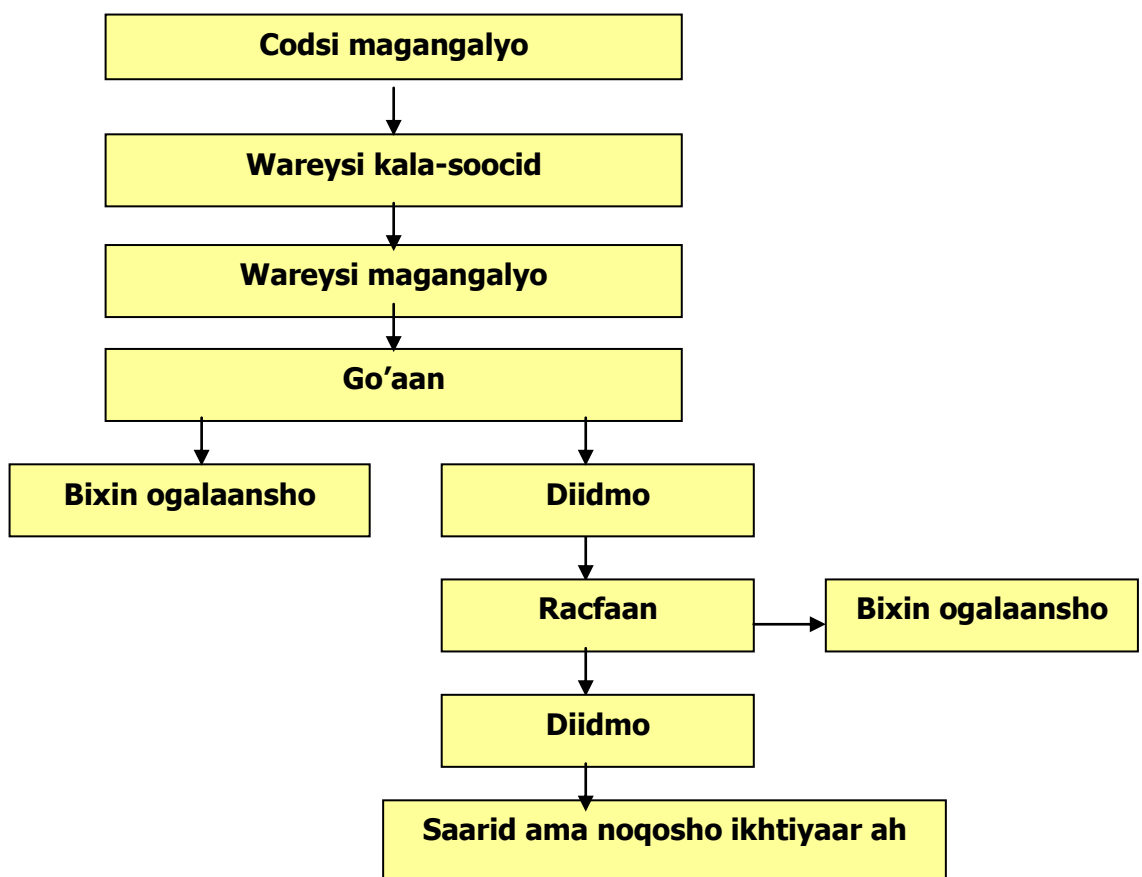 Codsi magangalyo
Wareysi kala-soocid
Wareysi magangalyo
Go’aan
Bixin ogalaansho
Diidmo
Racfaan
Bixin ogalaansho
Diidmo
Saarid ama noqosho ikhtiyaar ah